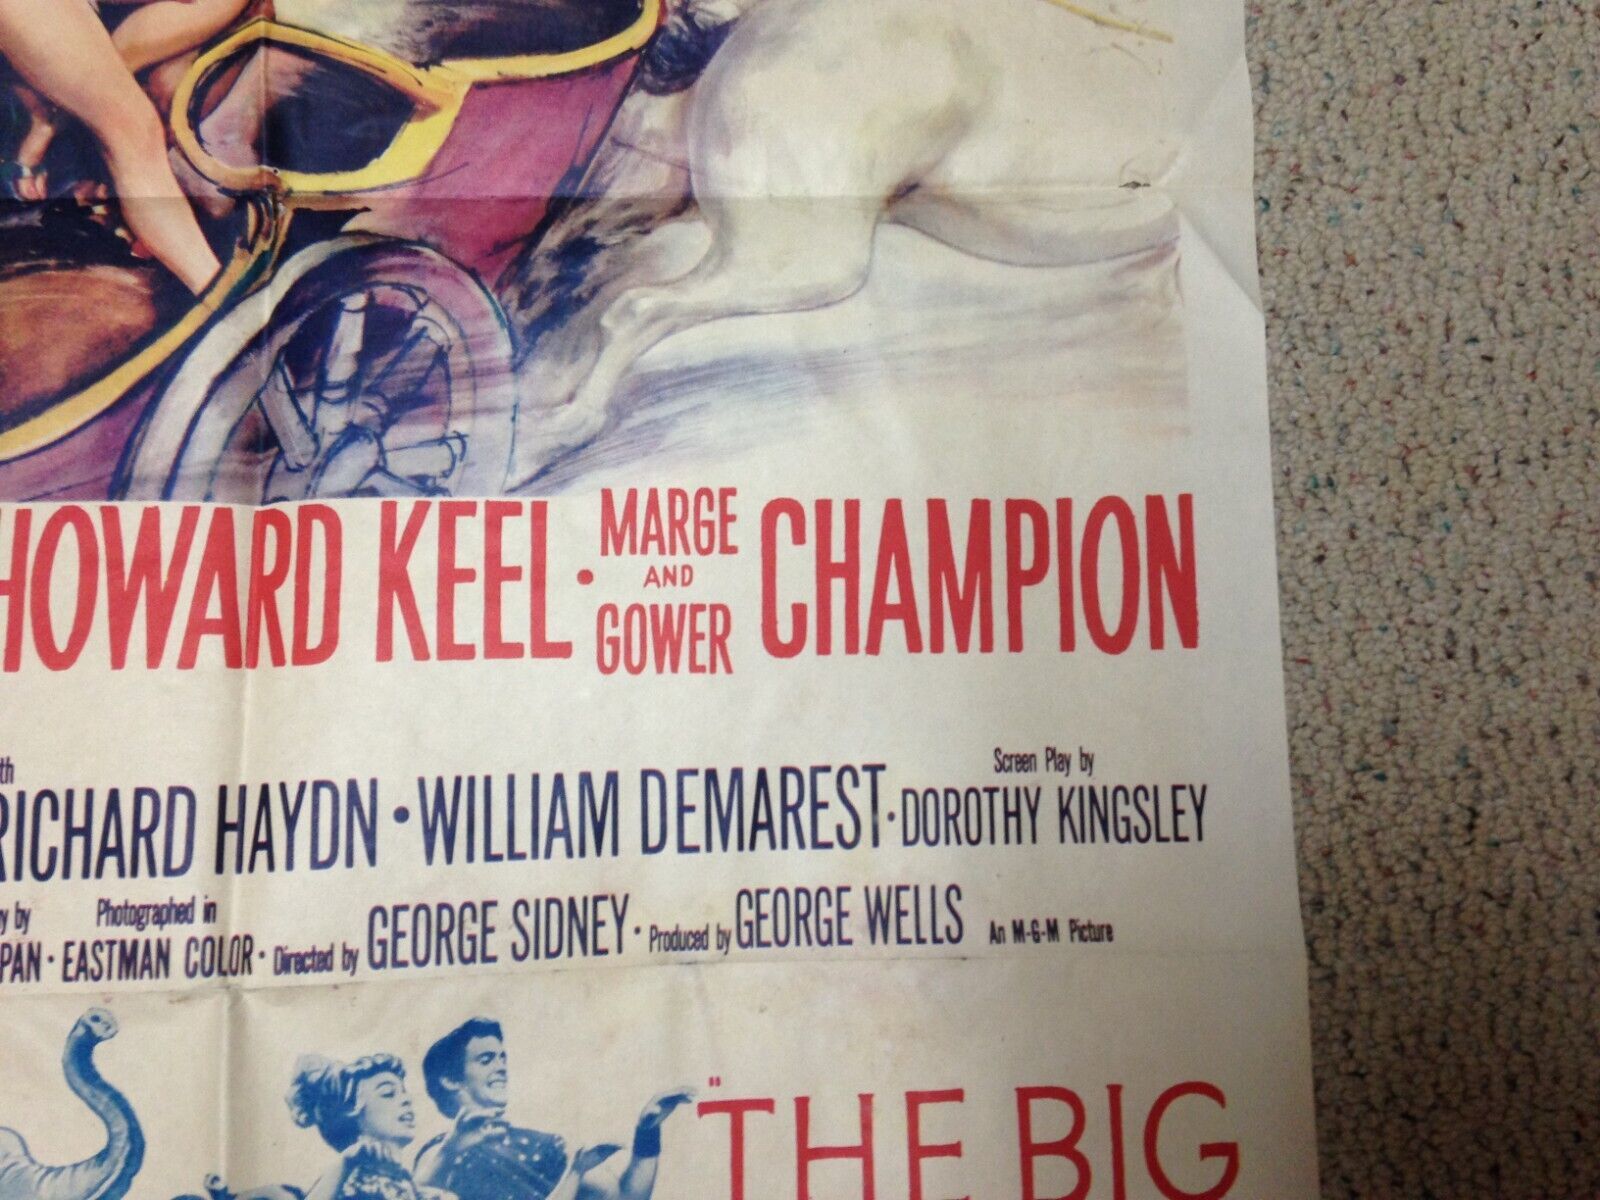 HOWARD KEEL · MARGE AND GOWER CHAMPION
Screen Play by
RICHARD HAYDN · WILLIAM DEMAREST · DOROTHY KINGSLEY
Photographed in
EASTMAN COLOR · Directed by GEORGE SIDNEY · Produced by GEORGE WELLS An M-G-M Picture
"THE BIG